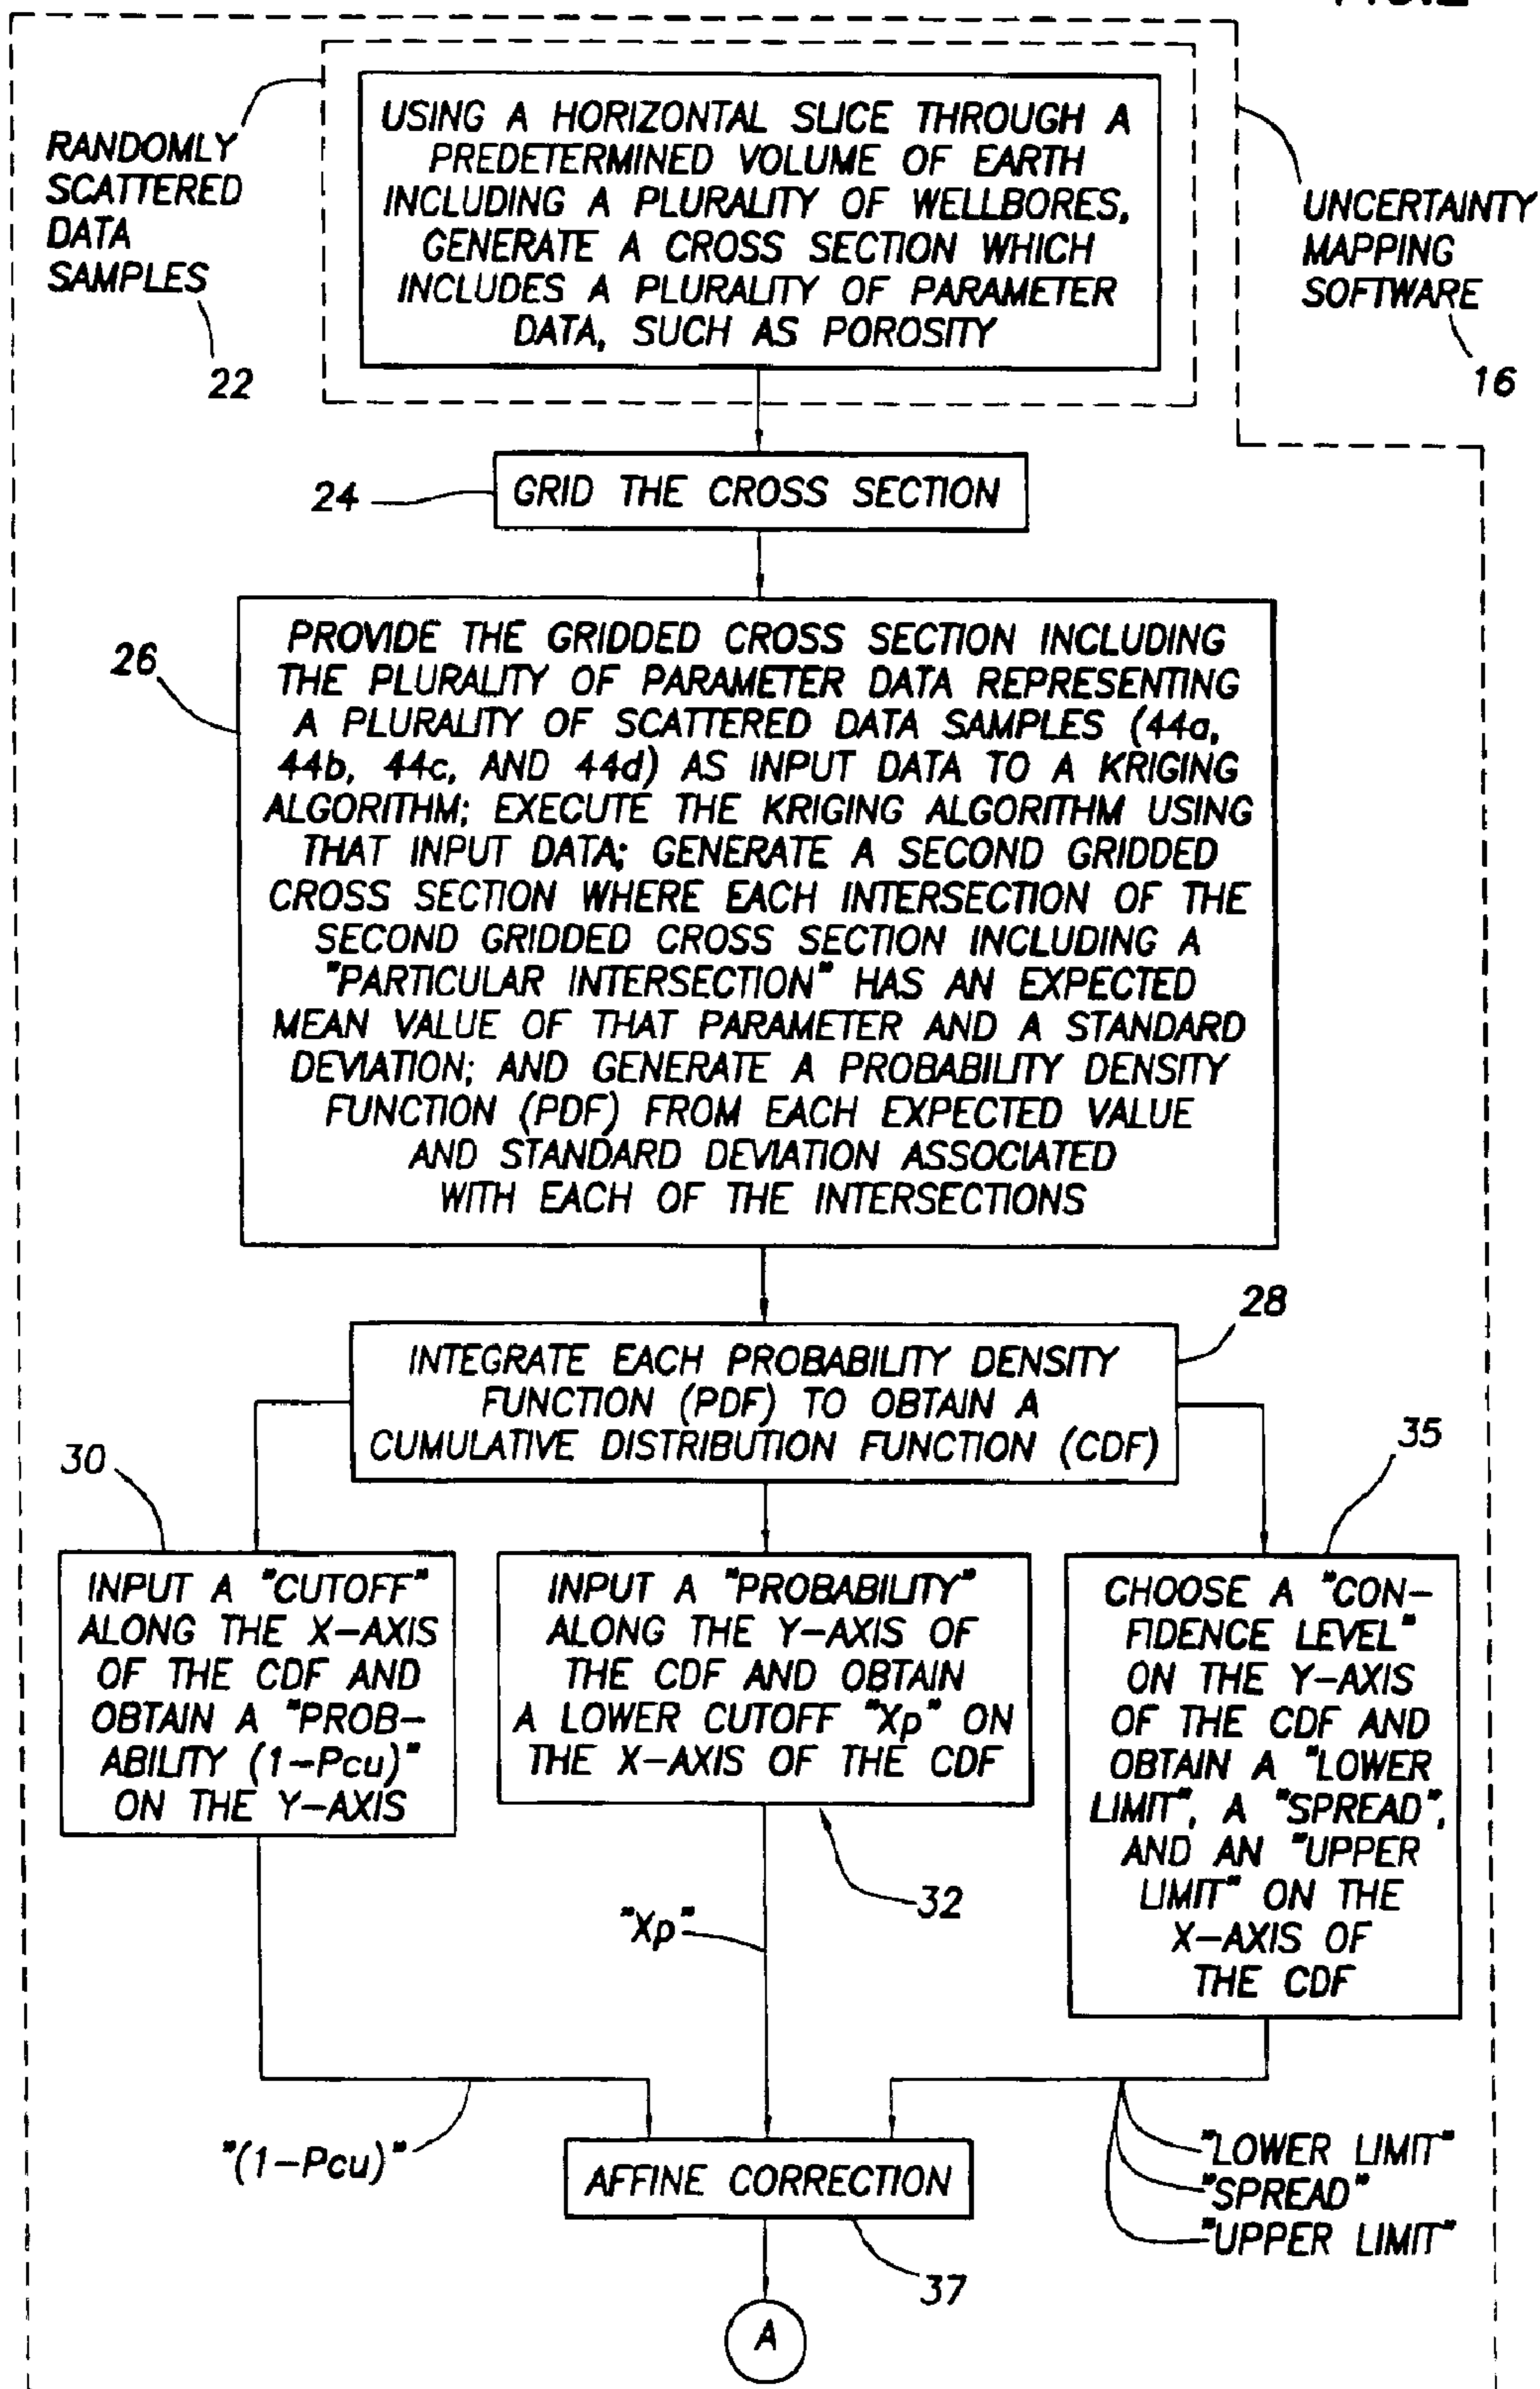 RANDOMLY
SCATTERED
DATA
SAMPLES
22
USING A HORIZONTAL SLICE THROUGH A
PREDETERMINED VOLUME OF EARTH
INCLUDING A PLURALITY OF WELLBORES,
GENERATE A CROSS SECTION WHICH
INCLUDES A PLURALITY OF PARAMETER
DATA, SUCH AS POROSITY
UNCERTAINTY
MAPPING
SOFTWARE
16
24
GRID THE CROSS SECTION
26
PROVIDE THE GRIDDED CROSS SECTION INCLUDING
THE PLURALITY OF PARAMETER DATA REPRESENTING
A PLURALITY OF SCATTERED DATA SAMPLES (44a,
44b, 44c, AND 44d) AS INPUT DATA TO A KRIGING
ALGORITHM; EXECUTE THE KRIGING ALGORITHM USING
THAT INPUT DATA; GENERATE A SECOND GRIDDED
CROSS SECTION WHERE EACH INTERSECTION OF THE
SECOND GRIDDED CROSS SECTION INCLUDING A
"PARTICULAR INTERSECTION" HAS AN EXPECTED
MEAN VALUE OF THAT PARAMETER AND A STANDARD
DEVIATION; AND GENERATE A PROBABILITY DENSITY
FUNCTION (PDF) FROM EACH EXPECTED VALUE
AND STANDARD DEVIATION ASSOCIATED
WITH EACH OF THE INTERSECTIONS
28
INTEGRATE EACH PROBABILITY DENSITY
FUNCTION (PDF) TO OBTAIN A
CUMULATIVE DISTRIBUTION FUNCTION (CDF)
30
INPUT A "CUTOFF"
ALONG THE X-AXIS
OF THE CDF AND
OBTAIN A "PROB-
ABILITY (1-Pcu)"
ON THE Y-AXIS
INPUT A "PROBABILITY"
ALONG THE Y-AXIS OF
THE CDF AND OBTAIN
A LOWER CUTOFF "Xp" ON
THE X-AXIS OF THE CDF
32
35
CHOOSE A "CON-
FIDENCE LEVEL"
ON THE Y-AXIS
OF THE CDF AND
OBTAIN A "LOWER
LIMIT", A "SPREAD",
AND AN "UPPER
LIMIT" ON THE
X-AXIS OF
THE CDF
"Xp"
"(1-Pcu)"
"LOWER LIMIT"
"SPREAD"
"UPPER LIMIT"
AFFINE CORRECTION
37
A